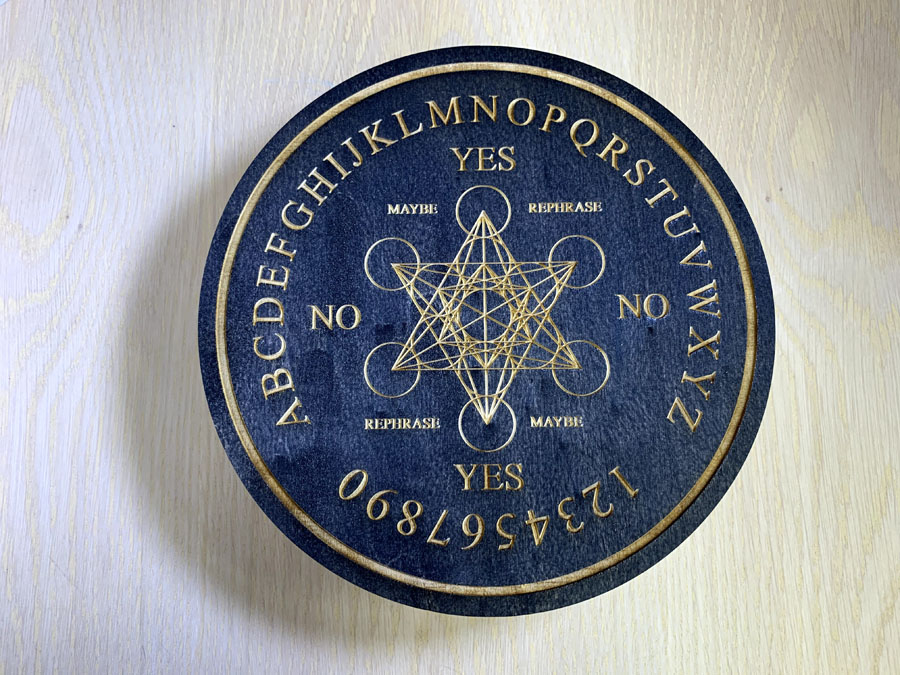 ABCDEFGHIJKLMNOPQRSTUVWXYZ
YES
MAYBE REPHRASE
NO NO
REPHRASE MAYBE
YES
1234567890